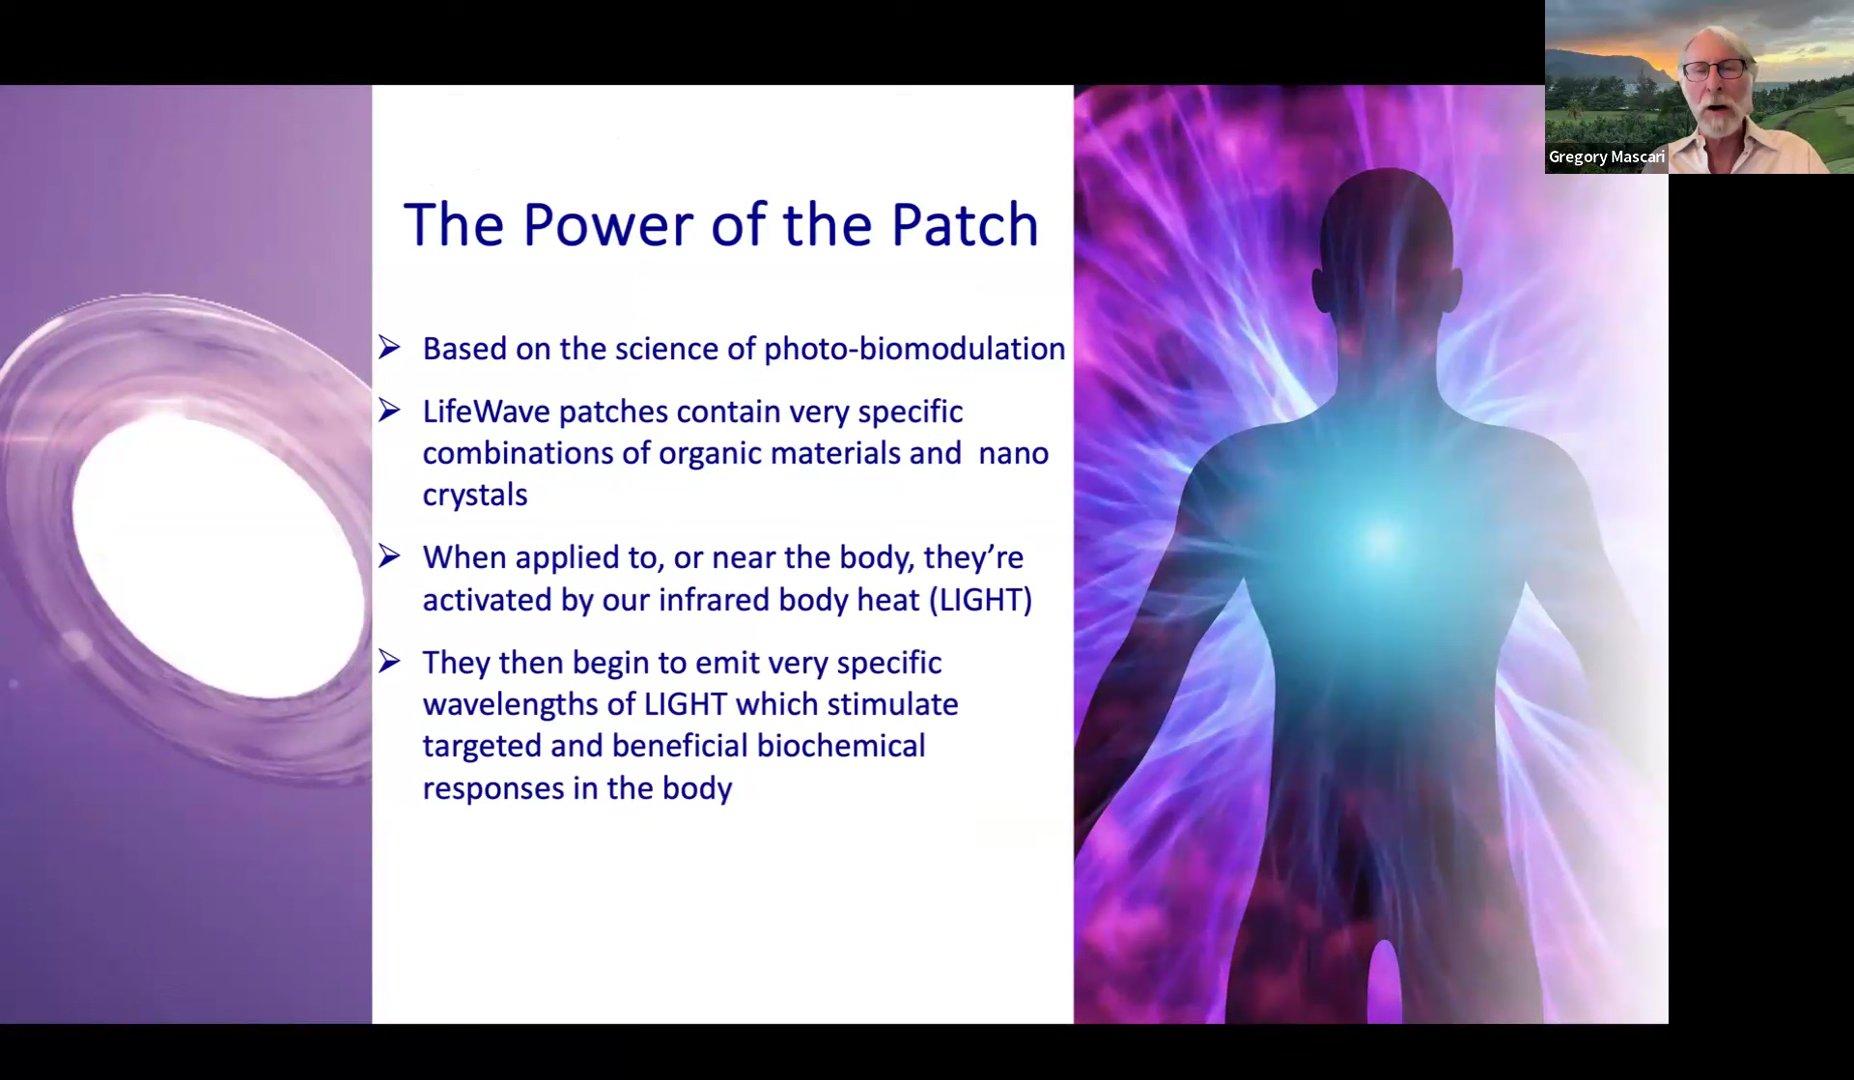 Gregory Mascari
The Power of the Patch
Based on the science of photo-biomodulation
LifeWave patches contain very specific
combinations of organic materials and nano
crystals
When applied to, or near the body, they’re
activated by our infrared body heat (LIGHT)
They then begin to emit very specific
wavelengths of LIGHT which stimulate
targeted and beneficial biochemical
responses in the body